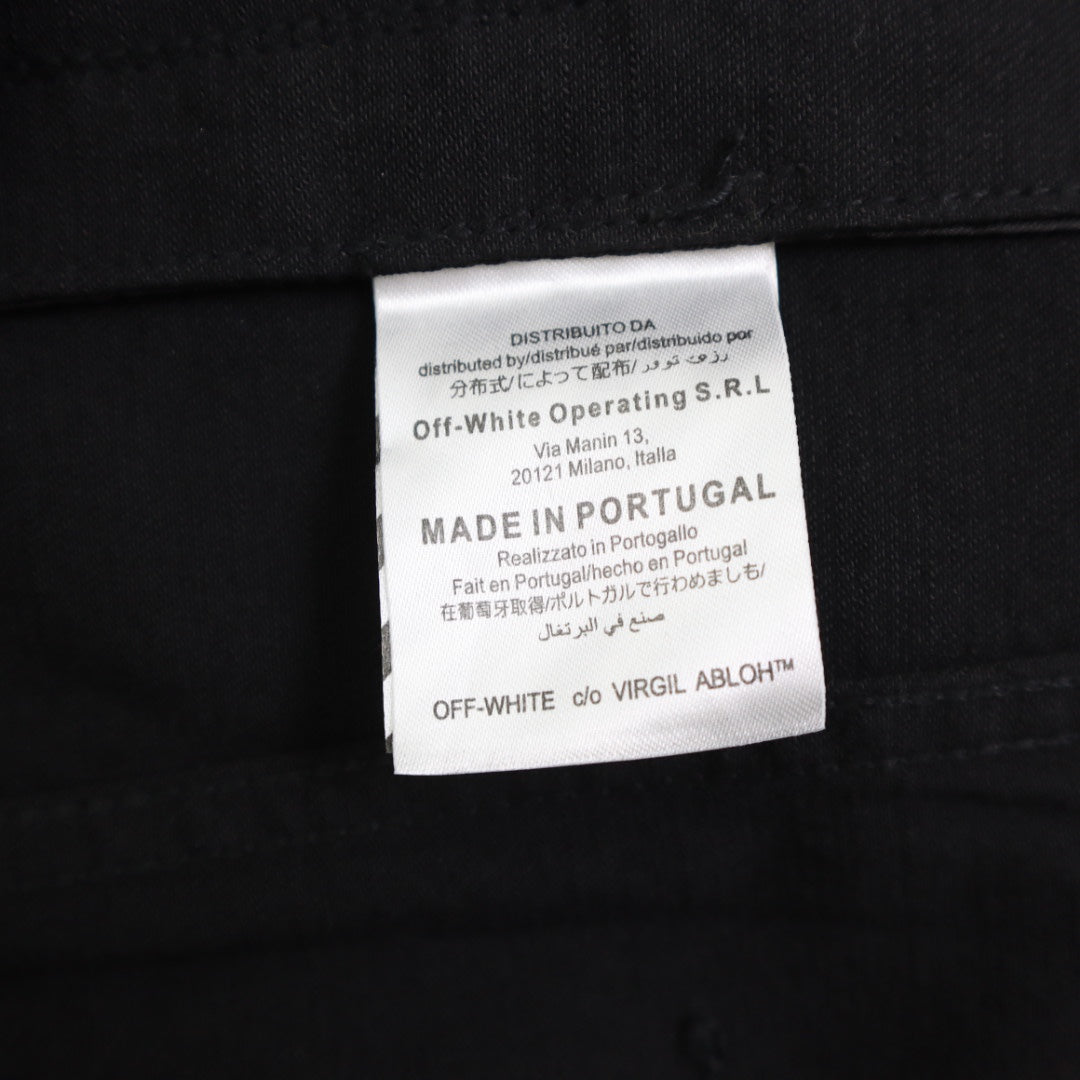 DISTRIBUITO DA
distributed by/distribué par/distribuido por
分布式/によって配布/رزعت توفر
Off-White Operating S.R.L
Via Manin 13,
20121 Milano, Italla
MADE IN PORTUGAL
Realizzato in Portogallo
Fait en Portugal/hecho en Portugal
在葡萄牙取得/ポルトガルで行わめましも/
صنع في البرتغال
OFF-WHITE c/o VIRGIL ABLOH™